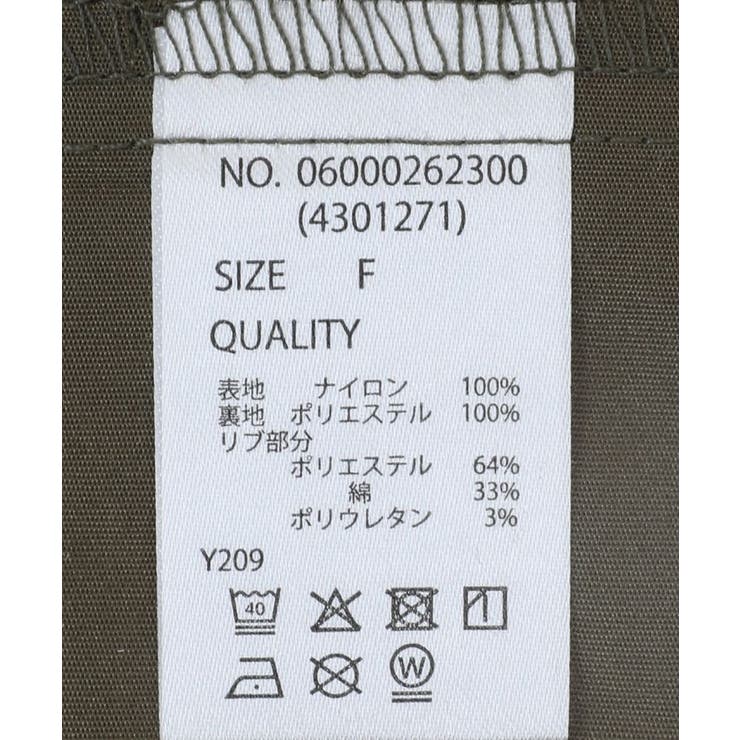 NO. 06000262300
(4301271)
SIZE F
QUALITY
表地 ナイロン 100%
裏地 ポリエステル 100%
リブ部分
ポリエステル 64%
綿 33%
ポリウレタン 3%
Y209
40
W